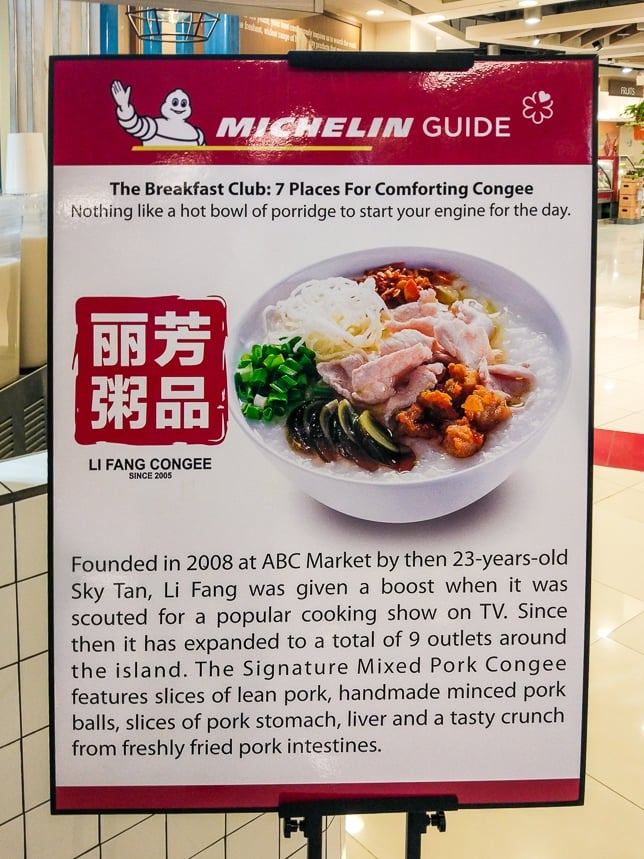 MICHELIN GUIDE
The Breakfast Club: 7 Places For Comforting Congee
Nothing like a hot bowl of porridge to start your engine for the day.
丽芳
粥品
LI FANG CONGEE
SINCE 2005
Founded in 2008 at ABC Market by then 23-years-old
Sky Tan, Li Fang was given a boost when it was
scouted for a popular cooking show on TV. Since
then it has expanded to a total of 9 outlets around
the island. The Signature Mixed Pork Congee
features slices of lean pork, handmade minced pork
balls, slices of pork stomach, liver and a tasty crunch
from freshly fried pork intestines.
FRUITS